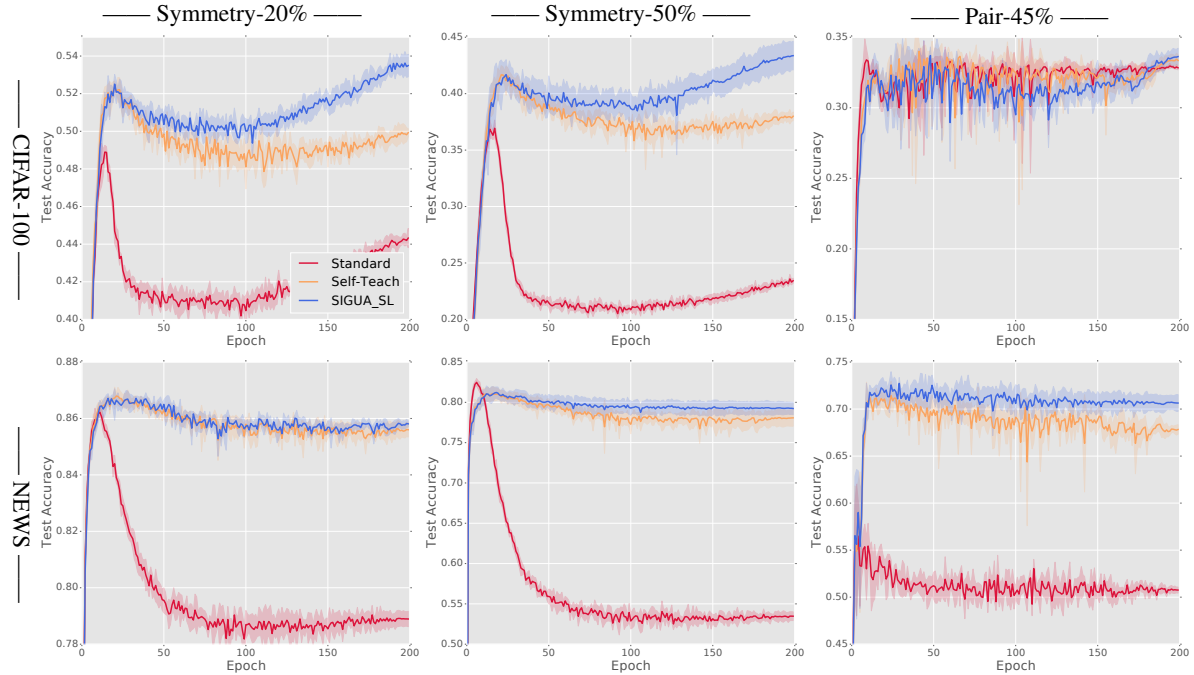 —— Symmetry-20% ——
—— Symmetry-50% ——
—— Pair-45% ——
—— CIFAR-100 ——
0.54
0.52
0.50
0.48
0.46
0.44
0.42
0.40
Test Accuracy
0 50 100 150 200
Epoch
Standard
Self-Teach
SIGUA_SL
0.45
0.40
0.35
0.30
0.25
0.20
Test Accuracy
0 50 100 150 200
Epoch
0.35
0.30
0.25
0.20
0.15
Test Accuracy
0 50 100 150 200
Epoch
—— NEWS ——
0.88
0.86
0.84
0.82
0.80
0.78
Test Accuracy
0 50 100 150 200
Epoch
0.85
0.80
0.75
0.70
0.65
0.60
0.55
0.50
Test Accuracy
0 50 100 150 200
Epoch
0.75
0.70
0.65
0.60
0.55
0.50
0.45
Test Accuracy
0 50 100 150 200
Epoch